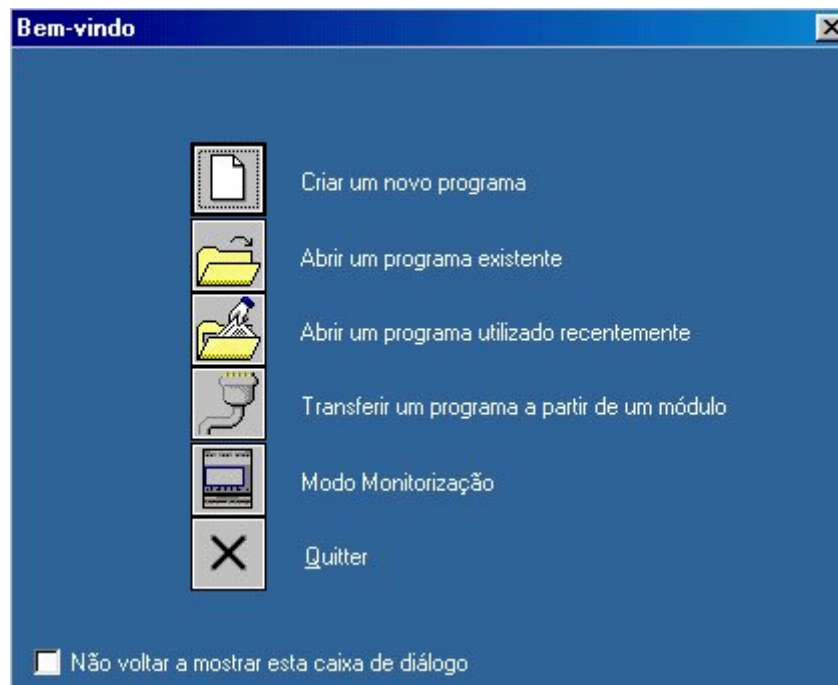 Bem-vindo
Criar um novo programa
Abrir um programa existente
Abrir um programa utilizado recentemente
Transferir um programa a partir de um módulo
Modo Monitorização
Quitter
Não voltar a mostrar esta caixa de diálogo